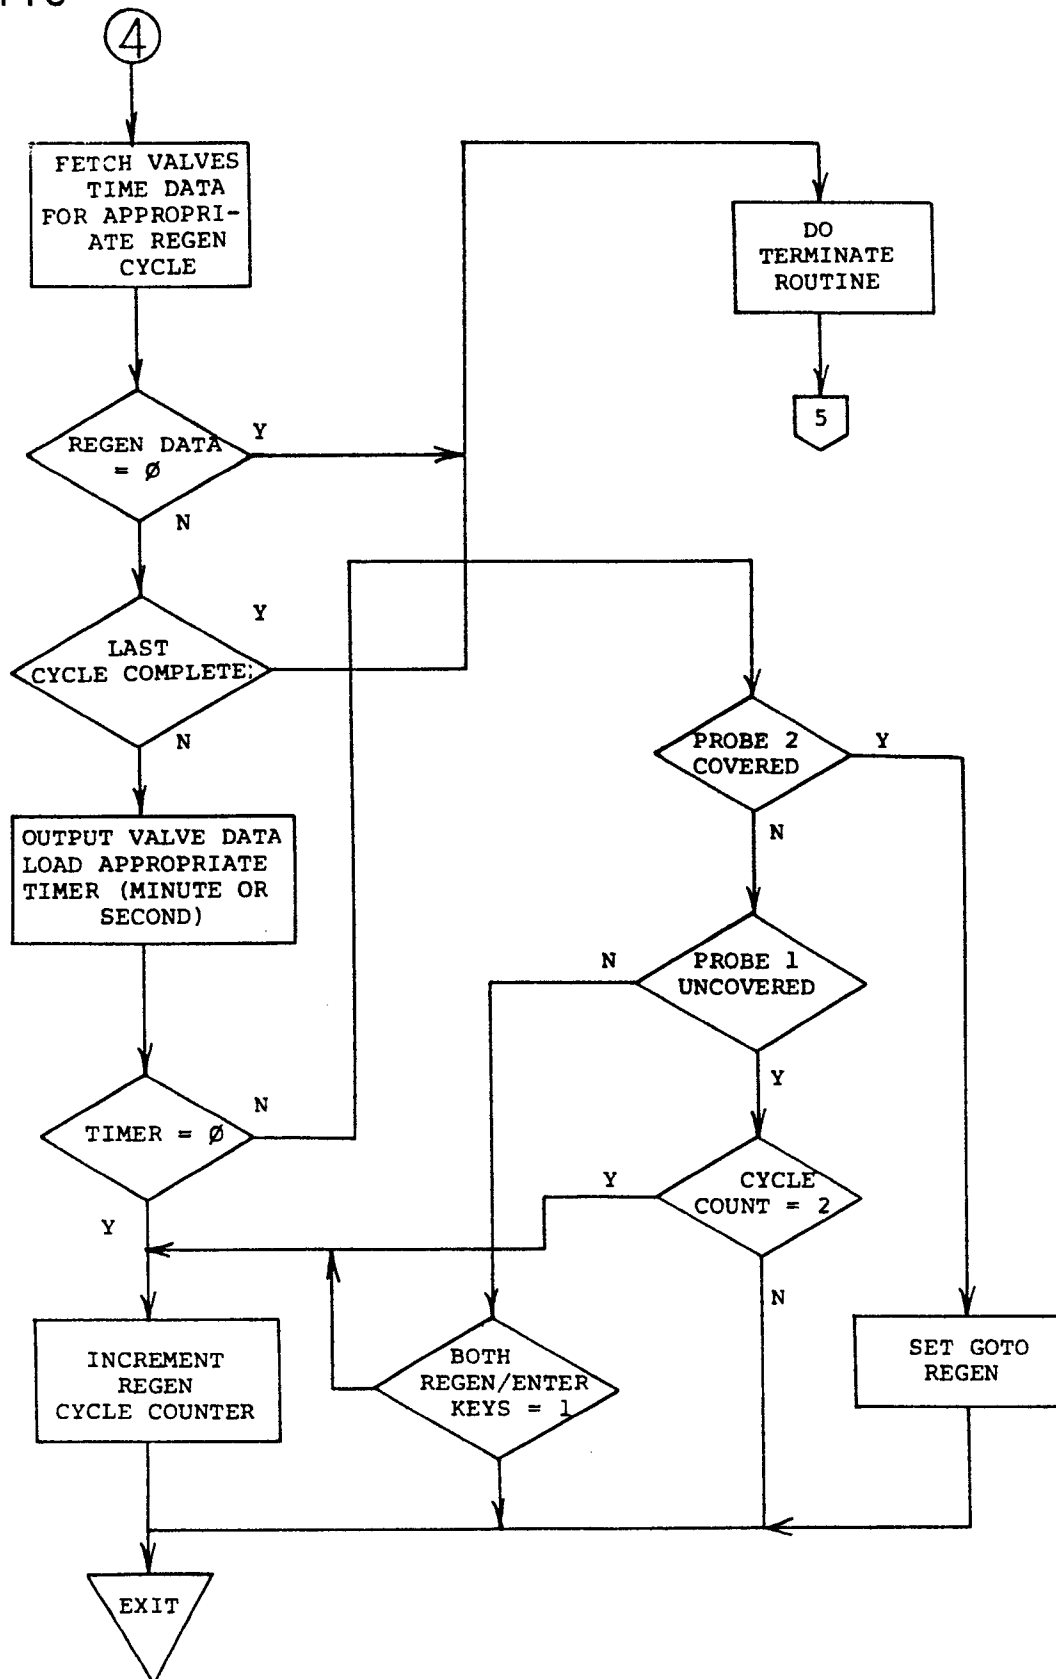 4
FETCH VALVES
TIME DATA
FOR APPROPRI-
ATE REGEN
CYCLE
DO
TERMINATE
ROUTINE
5
REGEN DATA
= Ø
Y
N
LAST
CYCLE COMPLETE
Y
N
OUTPUT VALVE DATA
LOAD APPROPRIATE
TIMER (MINUTE OR
SECOND)
TIMER = Ø
N
Y
PROBE 2
COVERED
Y
N
PROBE 1
UNCOVERED
N
Y
CYCLE
COUNT = 2
Y
N
INCREMENT
REGEN
CYCLE COUNTER
BOTH
REGEN/ENTER
KEYS = 1
SET GOTO
REGEN
EXIT